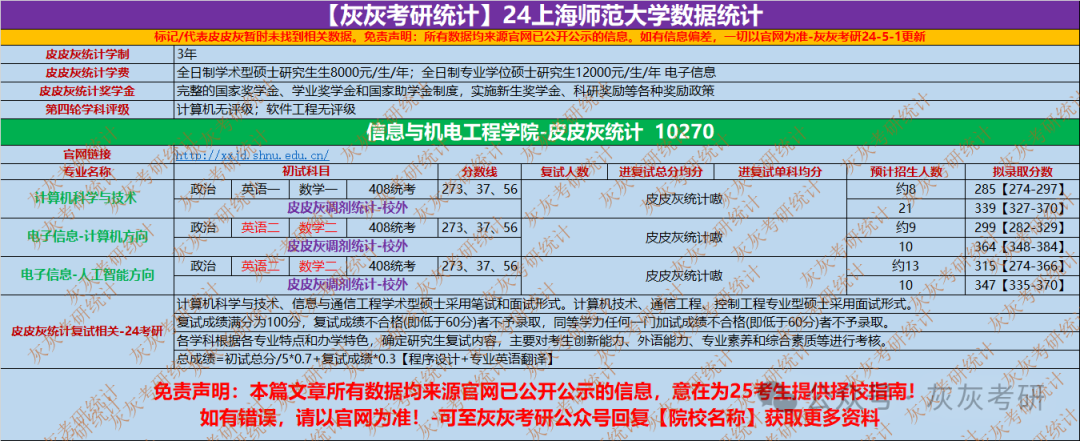 【灰灰考研统计】24上海师范大学数据统计
标记/代表皮皮灰暂时未找到相关数据。免责声明：所有数据均来源官网已公开公示的信息。如有信息偏差，一切以官网为准-灰灰考研24-5-1更新
皮皮灰统计学制 3年
皮皮灰统计学费 全日制学术型硕士研究生生8000元/生/年；全日制专业学位硕士研究生12000元/生/年 电子信息
皮皮灰统计奖学金 完整的国家奖学金、学业奖学金和国家助学金制度，实施新生奖学金、科研奖励等各种奖励政策
第四轮学科评级 计算机无评级；软件工程无评级
信息与机电工程学院-皮皮灰统计 10270
官网链接 http://xxjd.shnu.edu.cn/
专业名称 初试科目 分数线 复试人数 进复试总分均分 进复试单科均分 预计招生人数 拟录取分数
计算机科学与技术 政治 英语一 数学一 408统考 273、37、56 皮皮灰统计嗷 约8 285【274-297】
皮皮灰调剂统计-校外 21 339【327-370】
电子信息-计算机方向 政治 英语二 数学二 408统考 273、37、56 皮皮灰统计嗷 约9 299【282-329】
皮皮灰调剂统计-校外 10 364【348-384】
电子信息-人工智能方向 政治 英语二 数学二 408统考 273、37、56 皮皮灰统计嗷 约13 315【274-366】
皮皮灰调剂统计-校外 10 347【335-370】
皮皮灰统计复试相关-24考研
计算机科学与技术、信息与通信工程学术型硕士采用笔试和面试形式。计算机技术、通信工程、控制工程专业型硕士采用面试形式。
复试成绩满分为100分，复试成绩不合格(即低于60分)者不予录取，同等学力任何一门加试成绩不合格(即低于60分)者不予录取。
各学科根据各专业特点和办学特色，确定研究生复试内容，主要对考生创新能力、外语能力、专业素养和综合素质等进行考核。
总成绩=初试总分/5*0.7+复试成绩*0.3【程序设计+专业英语翻译】
免责声明：本篇文章所有数据均来源官网已公开公示的信息，意在为25考生提供择校指南！
如有错误，请以官网为准！-可至灰灰考研公众号回复【院校名称】获取更多资料
公众号 灰灰考研
灰灰考研统计